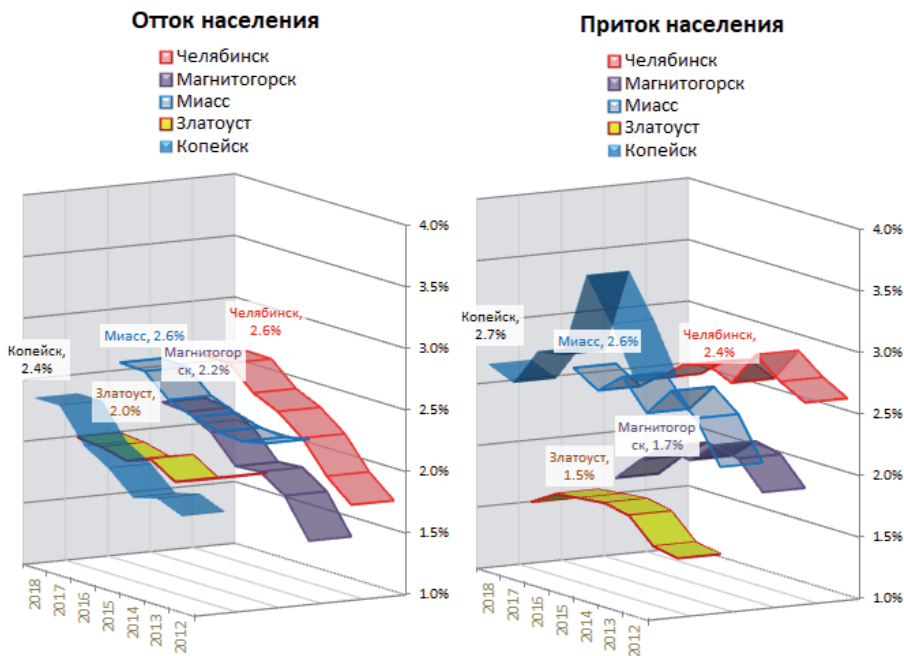 Отток населения
Челябинск
Магнитогорск
Миасс
Златоуст
Копейск
4.0%
3.5%
3.0%
2.5%
2.0%
1.5%
1.0%
Челябинск,
2.6%
Миасс, 2.6%
Магнитогор
ск, 2.2%
Копейск,
2.4%
Златоуст,
2.0%
2018
2017
2016
2015
2014
2013
2012
Приток населения
Челябинск
Магнитогорск
Миасс
Златоуст
Копейск
4.0%
3.5%
3.0%
2.5%
2.0%
1.5%
1.0%
Копейск,
2.7%
Миасс, 2.6%
Челябинск,
2.4%
Магнитогор
ск, 1.7%
Златоуст,
1.5%
2018
2017
2016
2015
2014
2013
2012